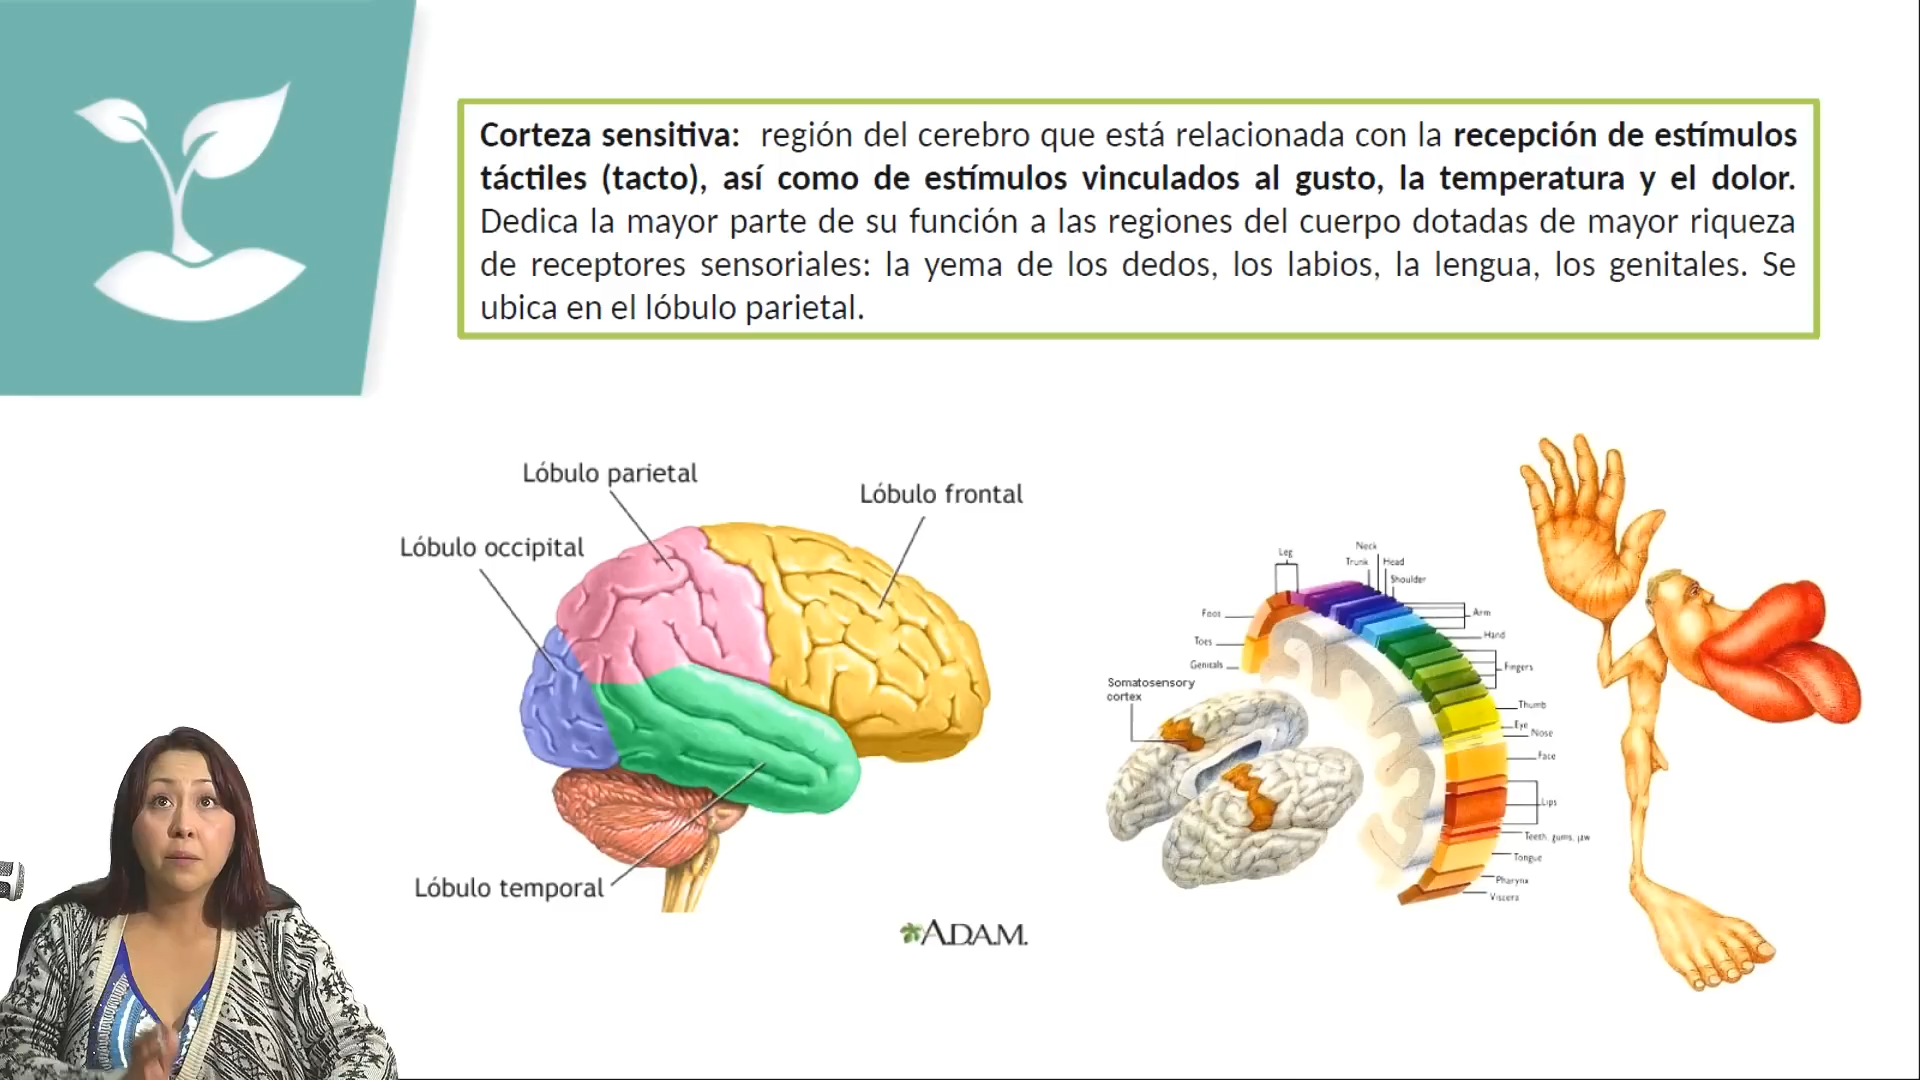 Corteza sensitiva: región del cerebro que está relacionada con la recepción de estímulos
táctiles (tacto), así como de estímulos vinculados al gusto, la temperatura y el dolor.
Dedica la mayor parte de su función a las regiones del cuerpo dotadas de mayor riqueza
de receptores sensoriales: la yema de los dedos, los labios, la lengua, los genitales. Se
ubica en el lóbulo parietal.
Lóbulo parietal
Lóbulo frontal
Lóbulo occipital
Lóbulo temporal
A.D.A.M.
Leg
Neck
Trunk
Head
Shoulder
Foot
Arm
Toes
Hand
Genitals
Fingers
Somatosensory
cortex
Thumb
Eye
Nose
Face
Lips
Teeth, gums, jaw
Tongue
Pharynx
Viscera